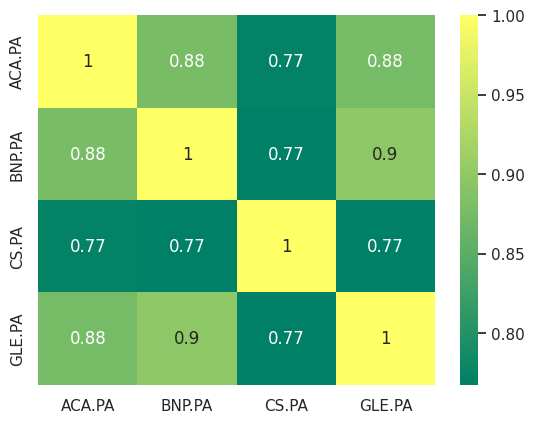 ACA.PA 1 0.88 0.77 0.88
BNP.PA 0.88 1 0.77 0.9
CS.PA 0.77 0.77 1 0.77
GLE.PA 0.88 0.9 0.77 1
ACA.PA BNP.PA CS.PA GLE.PA
1.00
0.95
0.90
0.85
0.80